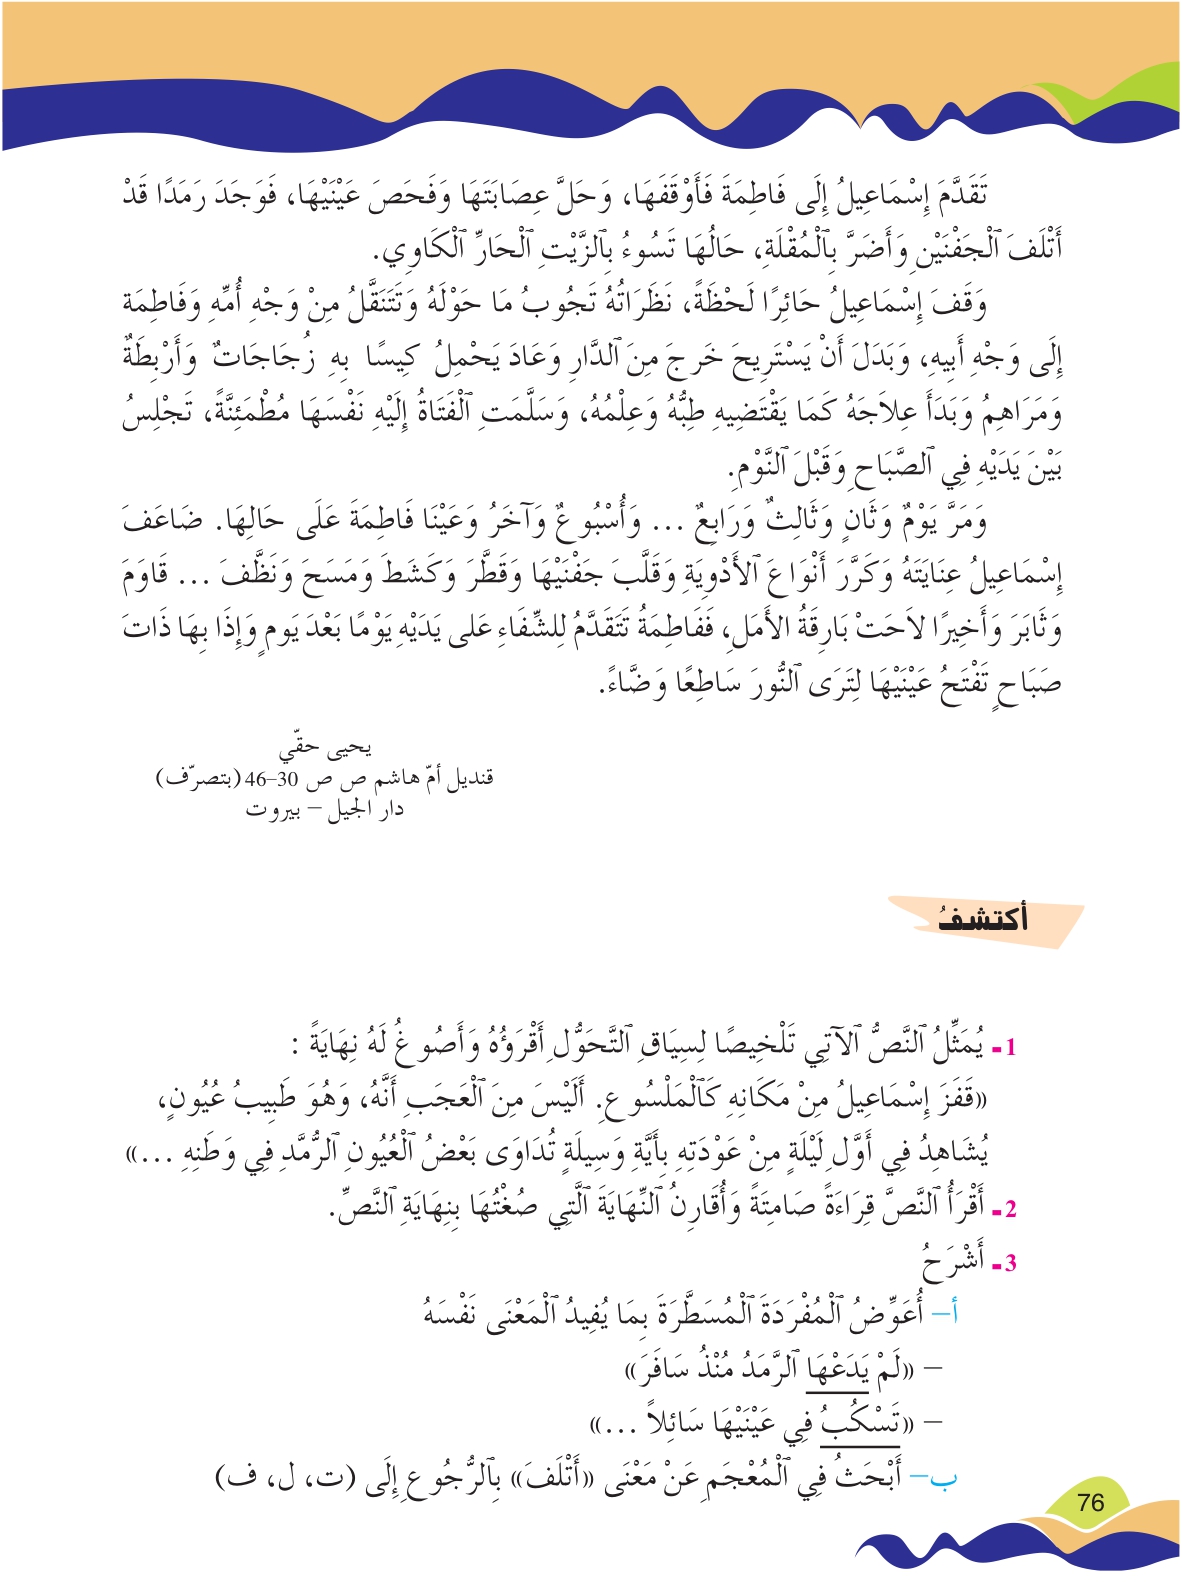 تَقَدَّمَ إِسْمَاعِيلُ إِلَى فَاطِمَةَ فَأَوْقَفَهَا، وَحَلَّ عِصَابَتَهَا وَفَحَصَ عَيْنَيْهَا، فَوَجَدَ رَمَدًا قَدْ
أَتْلَفَ ٱلْجَفْنَيْنِ وَأَضَرَّ بِٱلْمُقْلَةِ، حَالُهَا تَسُوءُ بِٱلزَّيْتِ ٱلْحَارِّ ٱلْكَاوِي.
وَقَفَ إِسْمَاعِيلُ حَائِرًا لَحْظَةً، نَظَرَاتُهُ تَجُوبُ مَا حَوْلَهُ وَتَتَنَقَّلُ مِنْ وَجْهِ أُمِّهِ وَفَاطِمَة
إِلَى وَجْهِ أَبِيهِ، وَبَدَلَ أَنْ يَسْتَرِيحَ خَرجَ مِنَ ٱلدَّارِ وَعَادَ يَحْمِلُ كِيسًا بِهِ زُجَاجَاتٌ وَأَرْبِطَةٌ
وَمَرَاهِمُ وَبَدَأَ عِلاَجَهُ كَمَا يَقْتَضِيهِ طِبُّهُ وَعِلْمُهُ، وَسَلَّمَتِ ٱلْفَتَاةُ إِلَيْهِ نَفْسَهَا مُطْمَئِنَّةً، تَجْلِسُ
بَيْنَ يَدَيْهِ فِي ٱلصَّبَاحِ وَقَبْلَ ٱلنَّوْمِ.
وَمَرَّ يَوْمٌ وَثَانٍ وَثَالِثٌ وَرَابِعٌ ... وَأُسْبُوعٌ وَآخَرُ وَعَيْنَا فَاطِمَةَ عَلَى حَالِهَا. ضَاعَفَ
إِسْمَاعِيلُ عِنَايَتَهُ وَكَرَّرَ أَنْوَاعَ ٱلأَدْوِيَةِ وَقَلَّبَ جَفْنَيْهَا وَقَطَّرَ وَكَشَطَ وَمَسَحَ وَنَظَّفَ ... قَاوَمَ
وَثَابَرَ وَأَخِيرًا لاَحَتْ بَارِقَةُ الأَمَلِ، فَفَاطِمَةُ تَتَقَدَّمُ لِلشِّفَاءِ عَلى يَدَيْهِ يَوْمًا بَعْدَ يَومٍ وَإِذَا بِهَا ذَاتَ
صَبَاحٍ تَفْتَحُ عَيْنَيْهَا لِتَرَى ٱلنُّورَ سَاطِعًا وَضَّاءً.
يحيى حقّي
قنديل أمّ هاشم ص ص 30–46 (بتصرّف)
دار الجيل – بيروت
أكتشفُ
1- يُمَثِّلُ ٱلنَّصُّ ٱلآتِي تَلْخِيصًا لِسِيَاقِ ٱلتَّحَوُّلِ أَقْرَؤُهُ وَأَصُوغُ لَهُ نِهَايَةً :
«قَفَزَ إِسْمَاعِيلُ مِنْ مَكَانِهِ كَٱلْمَلْسُوعِ. أَلَيْسَ مِنَ ٱلْعَجَبِ أَنَّهُ، وَهُوَ طَبِيبُ عُيُونٍ،
يُشَاهِدُ فِي أَوَّلِ لَيْلَةٍ مِنْ عَوْدَتِهِ بِأَيَّةِ وَسِيلَةٍ تُدَاوَى بَعْضُ ٱلْعُيُونِ ٱلرُّمَّدِ فِي وَطَنِهِ ...»
2- أَقْرَأُ ٱلنَّصَّ قِرَاءَةً صَامِتَةً وَأُقَارِنُ ٱلنِّهَايَةَ ٱلَّتِي صُغْتُهَا بِنِهَايَةِ ٱلنَّصِّ.
3- أَشْرَحُ
أ– أُعَوِّضُ ٱلْمُفْرَدَةَ ٱلْمُسَطَّرَةَ بِمَا يُفِيدُ ٱلْمَعْنَى نَفْسَهُ
– «لَمْ يَدَعْهَا ٱلرَّمَدُ مُنْذُ سَافَرَ»
– «تَسْكُبُ فِي عَيْنَيْهَا سَائِلاً ...»
ب– أَبْحَثُ فِي ٱلْمُعْجَمِ عَنْ مَعْنَى «أَتْلَفَ» بِٱلرُّجُوعِ إِلَى (ت، ل، ف)
76